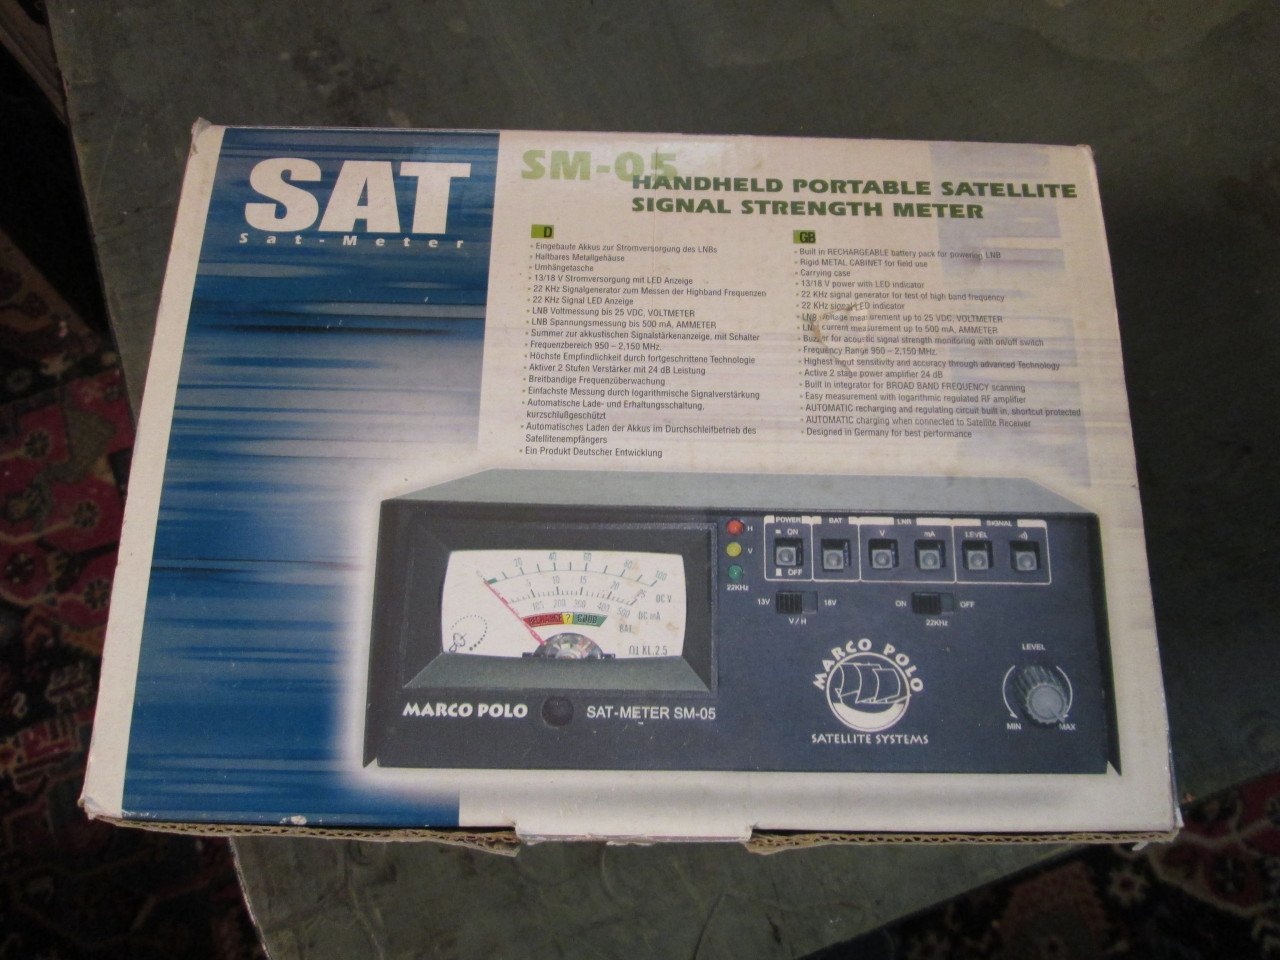 SAT
Sat-Meter
SM-05
HANDHELD PORTABLE SATELLITE
SIGNAL STRENGTH METER
D
• Eingebaute Akkus zur Stromversorgung des LNBs
• Haltbares Metallgehäuse
• Umhängetasche
• 13/18 V Stromversorgung mit LED Anzeige
• 22 KHz Signalgenerator zum Messen der Highband Frequenzen
• 22 KHz Signal LED Anzeige
• LNB Voltmessung bis 25 VDC, VOLTMETER
• LNB Spannungsmessung bis 500 mA, AMMETER
• Summer zur akkustischen Signalstärkenanzeige, mit Schalter
• Frequenzbereich 950 – 2,150 MHz.
• Höchste Empfindlichkeit durch fortgeschrittene Technologie
• Aktiver 2 Stufen Verstärker mit 24 dB Leistung
• Breitbandige Frequenzüberwachung
• Einfachste Messung durch logarithmische Signalverstärkung
• Automatische Lade- und Erhaltungsschaltung,
kurzschlußgeschützt
• Automatisches Laden der Akkus im Durchschleifbetrieb des
Satellitenempfängers
• Ein Produkt Deutscher Entwicklung
GB
• Built in RECHARGEABLE battery pack for powering LNB
• Rigid METAL CABINET for field use
• Carrying case
• 13/18 V power with LED indicator
• 22 KHz signal generator for test of high band frequency
• 22 KHz signal LED indicator
• LNB voltage measurement up to 25 VDC, VOLTMETER
• LNB current measurement up to 500 mA, AMMETER
• Buzzer for acoustic signal strength monitoring with on/off switch
• Frequency Range 950 – 2,150 MHz.
• Highest input sensitivity and accuracy through advanced Technology
• Active 2 stage power amplifier 24 dB
• Built in integrator for BROAD BAND FREQUENCY scanning
• Easy measurement with logarithmic regulated RF amplifier
• AUTOMATIC recharging and regulating circuit built in, shortcut protected
• AUTOMATIC charging when connected to Satellite Receiver
• Designed in Germany for best performance
0 20 40 60 80 100
0 5 10 15 20 25 DC V
105 200 300 400 500 DC mA
RECHARGE ? GOOD BAT.
KL.2.5
MARCO POLO
SAT-METER SM-05
H
V
22KHz
POWER BAT LNB SIGNAL
ON V mA LEVEL
OFF
13V 18V
V/H
ON OFF
22KHz
MARCO POLO
SATELLITE SYSTEMS
LEVEL
MIN MAX